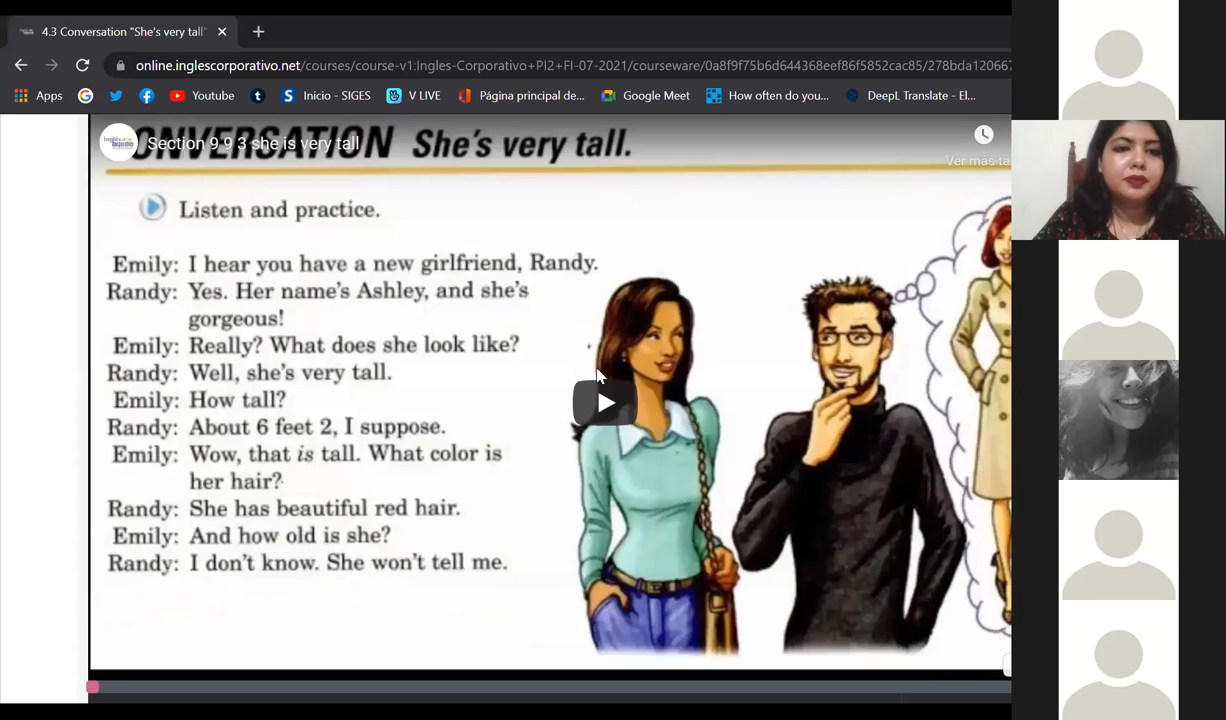 4.3 Conversation "She's very tall"
online.inglescorporativo.net/courses/course-v1:Ingles-Corporativo+PI2+FI-07-2021/courseware/0a8f9f75b6d644368eef86f5852cac85/278bda120667
Apps Youtube Inicio - SIGES V LIVE Página principal de... Google Meet How often do you... DeepL Translate - El...
CONVERSATION She's very tall.
Section 9 9 3 she is very tall
Ver más ta
Listen and practice.
Emily: I hear you have a new girlfriend, Randy.
Randy: Yes. Her name's Ashley, and she's
gorgeous!
Emily: Really? What does she look like?
Randy: Well, she's very tall.
Emily: How tall?
Randy: About 6 feet 2, I suppose.
Emily: Wow, that is tall. What color is
her hair?
Randy: She has beautiful red hair.
Emily: And how old is she?
Randy: I don't know. She won't tell me.